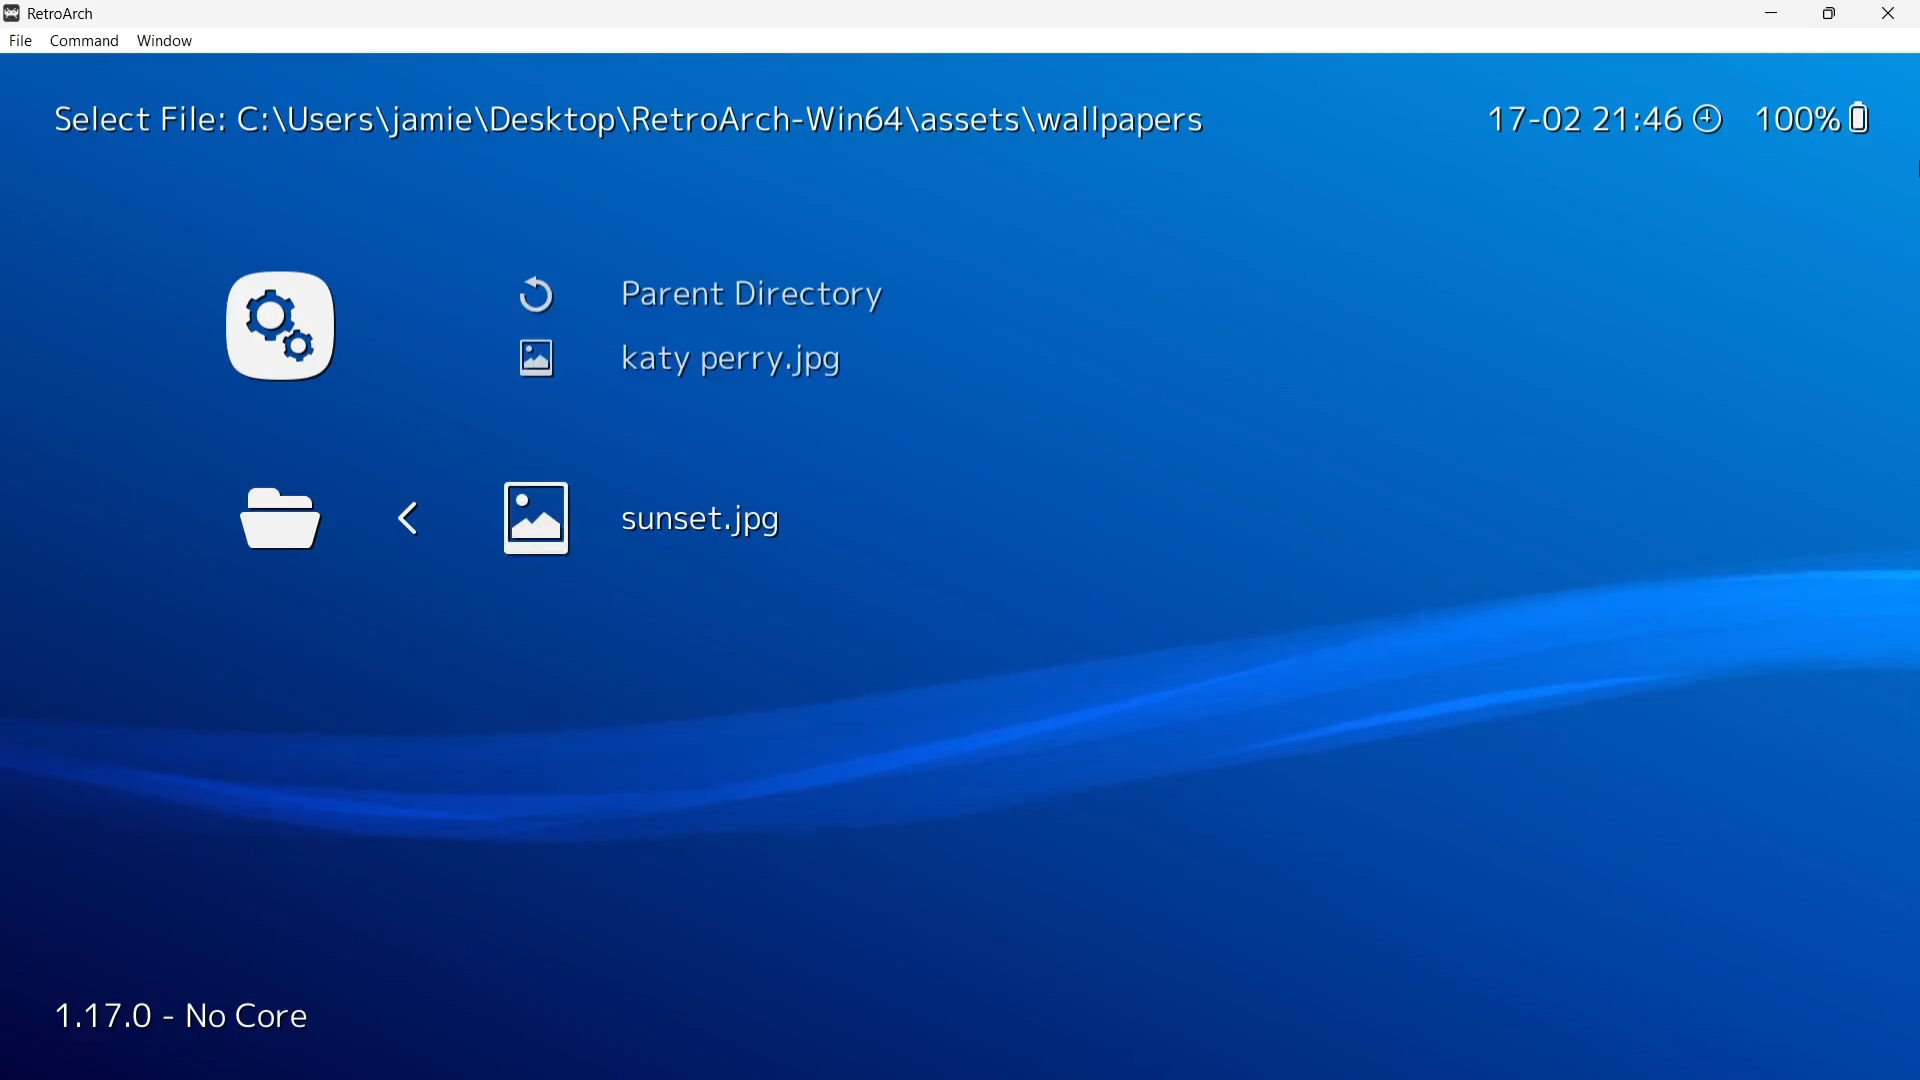 RetroArch
File Command Window
Select File: C:\Users\jamie\Desktop\RetroArch-Win64\assets\wallpapers 17-02 21:46 100%
Parent Directory
katy perry.jpg
sunset.jpg
1.17.0 - No Core